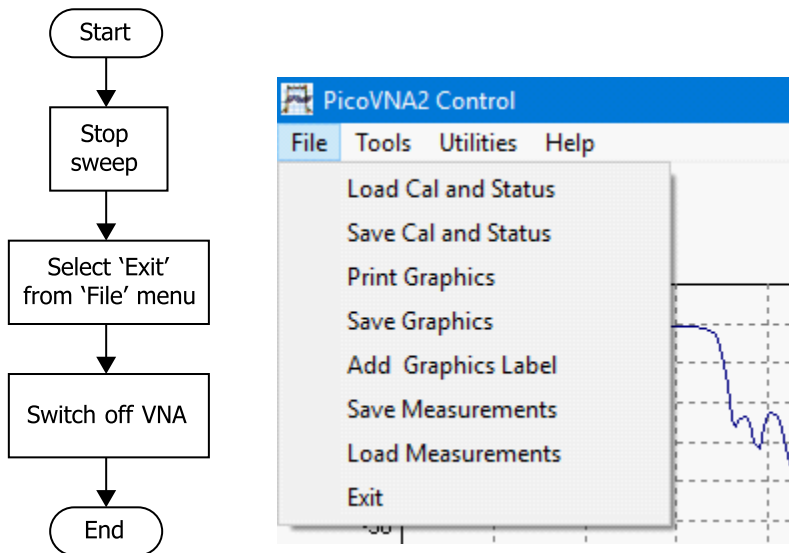 Start
Stop
sweep
Select ‘Exit’
from ‘File’ menu
Switch off VNA
End
PicoVNA2 Control
File Tools Utilities Help
Load Cal and Status
Save Cal and Status
Print Graphics
Save Graphics
Add Graphics Label
Save Measurements
Load Measurements
Exit